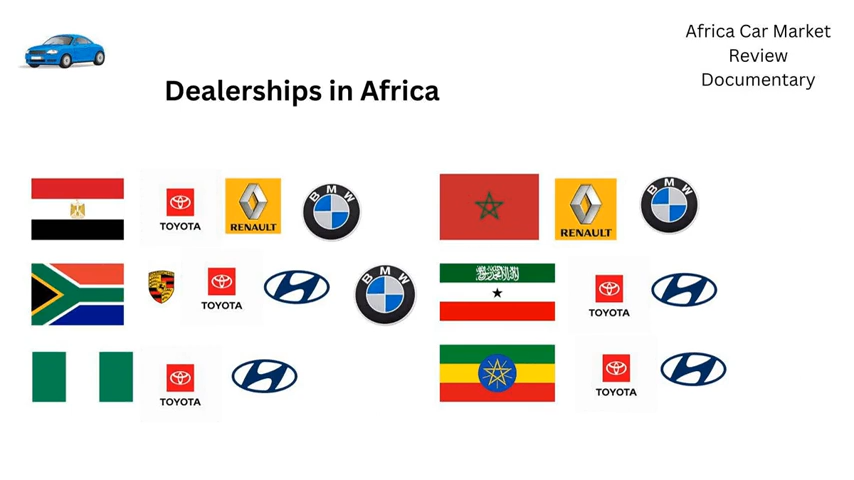 Africa Car Market
Review
Documentary
Dealerships in Africa
TOYOTA
RENAULT
BMW
RENAULT
BMW
TOYOTA
BMW
TOYOTA
TOYOTA
TOYOTA